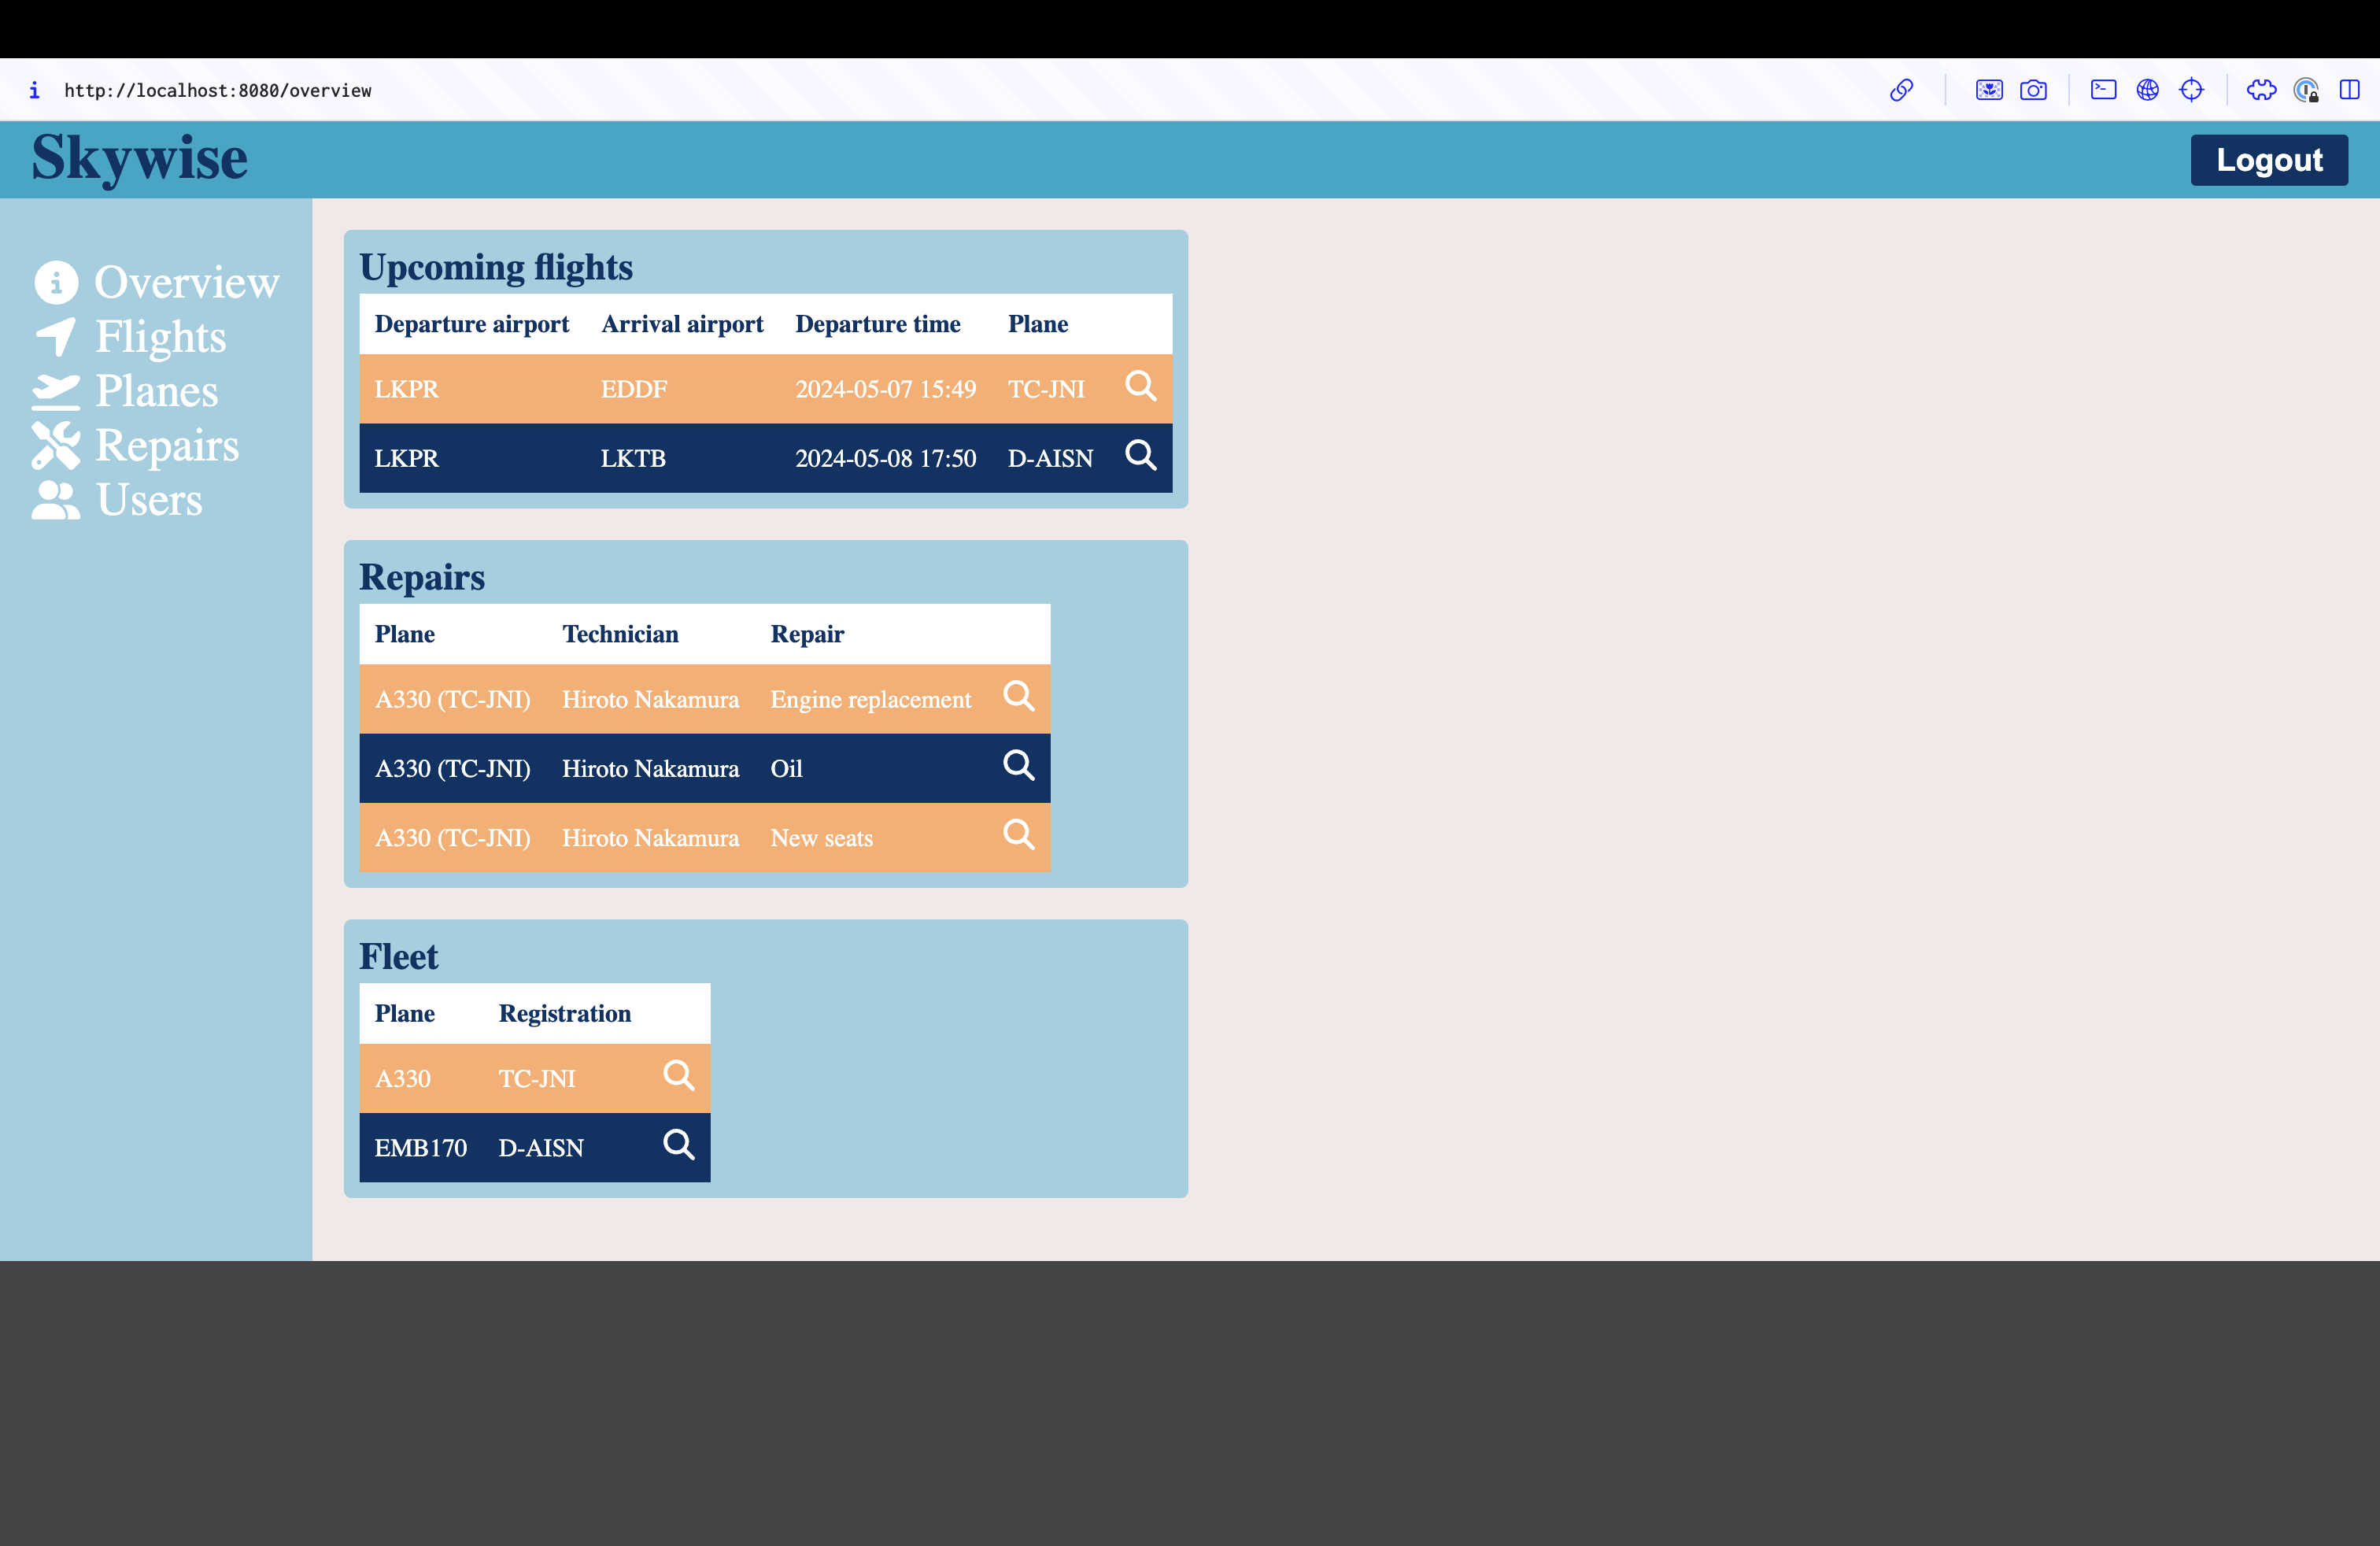 http://localhost:8080/overview
Skywise
Logout
Overview
Flights
Planes
Repairs
Users
Upcoming flights
Departure airport Arrival airport Departure time Plane
LKPR EDDF 2024-05-07 15:49 TC-JNI
LKPR LKTB 2024-05-08 17:50 D-AISN
Repairs
Plane Technician Repair
A330 (TC-JNI) Hiroto Nakamura Engine replacement
A330 (TC-JNI) Hiroto Nakamura Oil
A330 (TC-JNI) Hiroto Nakamura New seats
Fleet
Plane Registration
A330 TC-JNI
EMB170 D-AISN